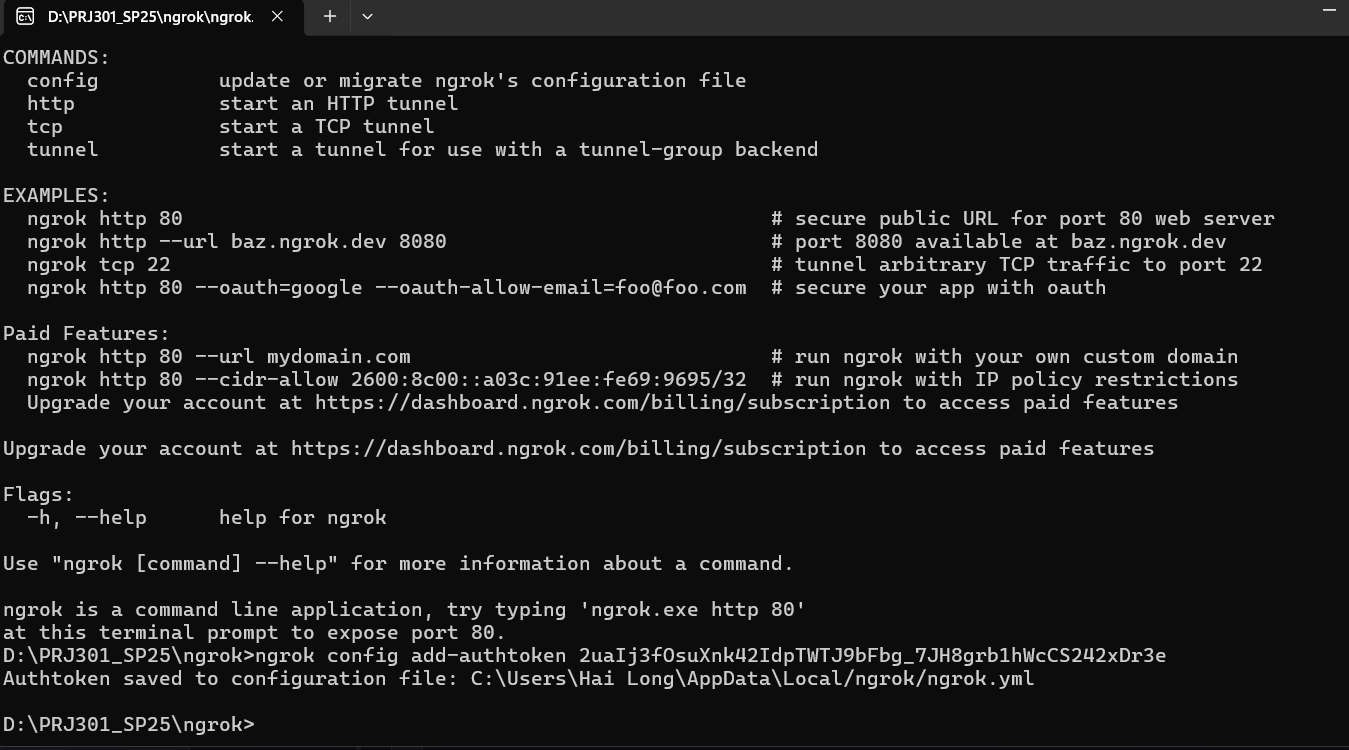 D:\PRJ301_SP25\ngrok\ngrok.
COMMANDS:
config update or migrate ngrok's configuration file
http start an HTTP tunnel
tcp start a TCP tunnel
tunnel start a tunnel for use with a tunnel-group backend
EXAMPLES:
ngrok http 80 # secure public URL for port 80 web server
ngrok http --url baz.ngrok.dev 8080 # port 8080 available at baz.ngrok.dev
ngrok tcp 22 # tunnel arbitrary TCP traffic to port 22
ngrok http 80 --oauth=google --oauth-allow-email=foo@foo.com # secure your app with oauth
Paid Features:
ngrok http 80 --url mydomain.com # run ngrok with your own custom domain
ngrok http 80 --cidr-allow 2600:8c00::a03c:91ee:fe69:9695/32 # run ngrok with IP policy restrictions
Upgrade your account at https://dashboard.ngrok.com/billing/subscription to access paid features
Upgrade your account at https://dashboard.ngrok.com/billing/subscription to access paid features
Flags:
-h, --help help for ngrok
Use "ngrok [command] --help" for more information about a command.
ngrok is a command line application, try typing 'ngrok.exe http 80'
at this terminal prompt to expose port 80.
D:\PRJ301_SP25\ngrok>ngrok config add-authtoken 2uaIj3fOsuXnk42IdpTWTJ9bFbg_7JH8grb1hWcCS242xDr3e
Authtoken saved to configuration file: C:\Users\Hai Long\AppData\Local/ngrok/ngrok.yml
D:\PRJ301_SP25\ngrok>